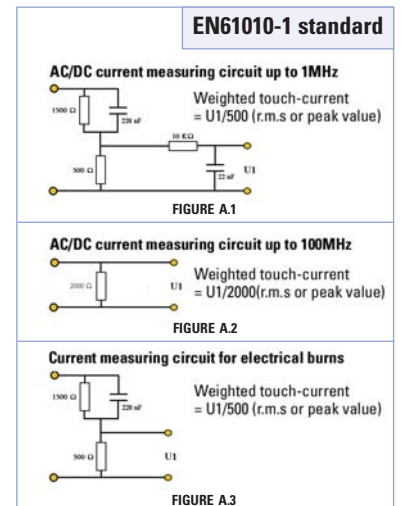 EN61010-1 standard
AC/DC current measuring circuit up to 1MHz
Weighted touch-current
= U1/500 (r.m.s or peak value)
1500 Ω
220 nF
10 KΩ
500 Ω
22 nF
U1
FIGURE A.1
AC/DC current measuring circuit up to 100MHz
Weighted touch-current
= U1/2000(r.m.s or peak value)
2000 Ω
U1
FIGURE A.2
Current measuring circuit for electrical burns
Weighted touch-current
= U1/500 (r.m.s or peak value)
1500 Ω
220 nF
500 Ω
U1
FIGURE A.3